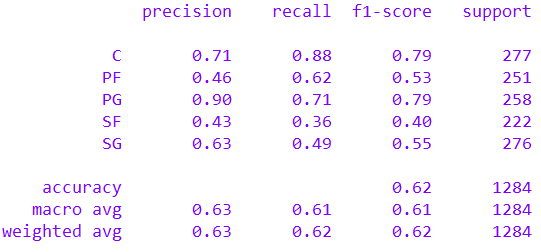 precision recall f1-score support
C 0.71 0.88 0.79 277
PF 0.46 0.62 0.53 251
PG 0.90 0.71 0.79 258
SF 0.43 0.36 0.40 222
SG 0.63 0.49 0.55 276
accuracy 0.62 1284
macro avg 0.63 0.61 0.61 1284
weighted avg 0.63 0.62 0.62 1284